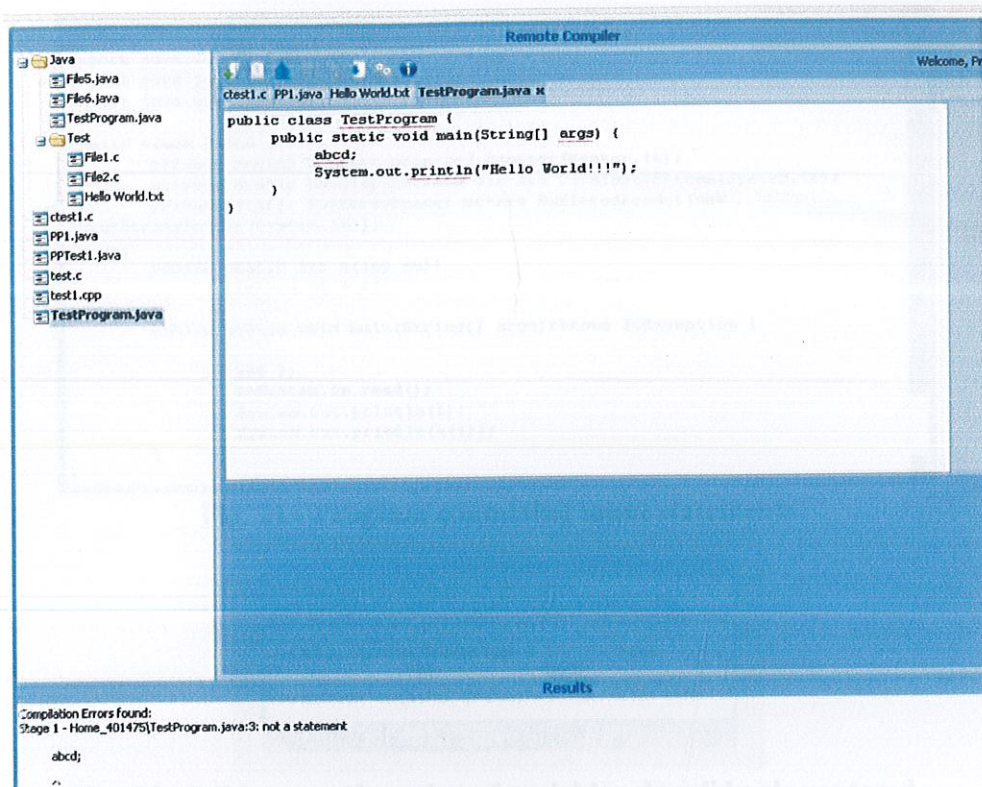 Remote Compiler
Welcome, Pr
Java
File5.java
File6.java
TestProgram.java
Test
File1.c
File2.c
Hello World.txt
ctest1.c
PP1.java
PPTest1.java
test.c
test1.cpp
TestProgram.java
ctest1.c PP1.java Hello World.txt TestProgram.java x
public class TestProgram {
public static void main(String[] args) {
abcd;
System.out.println("Hello World!!!");
}
}
Results
Compilation Errors found:
Stage 1 - Home_401475\TestProgram.java:3: not a statement
abcd;
^